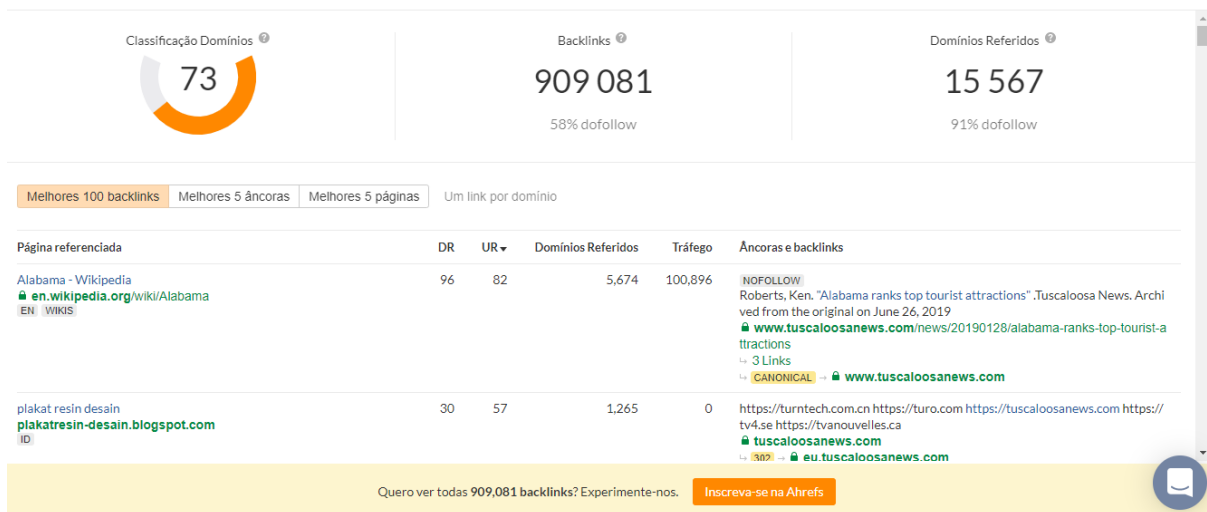 Classificação Domínios
73
Backlinks
909 081
58% dofollow
Domínios Referidos
15 567
91% dofollow
Melhores 100 backlinks Melhores 5 âncoras Melhores 5 páginas Um link por domínio
Página referenciada DR UR Domínios Referidos Tráfego Âncoras e backlinks
Alabama - Wikipedia 96 82 5,674 100,896
en.wikipedia.org/wiki/Alabama
EN WIKIS
NOFOLLOW
Roberts, Ken. "Alabama ranks top tourist attractions" .Tuscaloosa News. Archi
ved from the original on June 26, 2019
www.tuscaloosanews.com/news/20190128/alabama-ranks-top-tourist-a
ttractions
3 Links
CANONICAL → www.tuscaloosanews.com
plakat resin desain 30 57 1,265 0
plakatresin-desain.blogspot.com
ID
https://turntech.com.cn https://turo.com https://tuscaloosanews.com https://
tv4.se https://tvanouvelles.ca
tuscaloosanews.com
302 → eu.tuscaloosanews.com
Quero ver todas 909,081 backlinks? Experimente-nos. Inscreva-se na Ahrefs